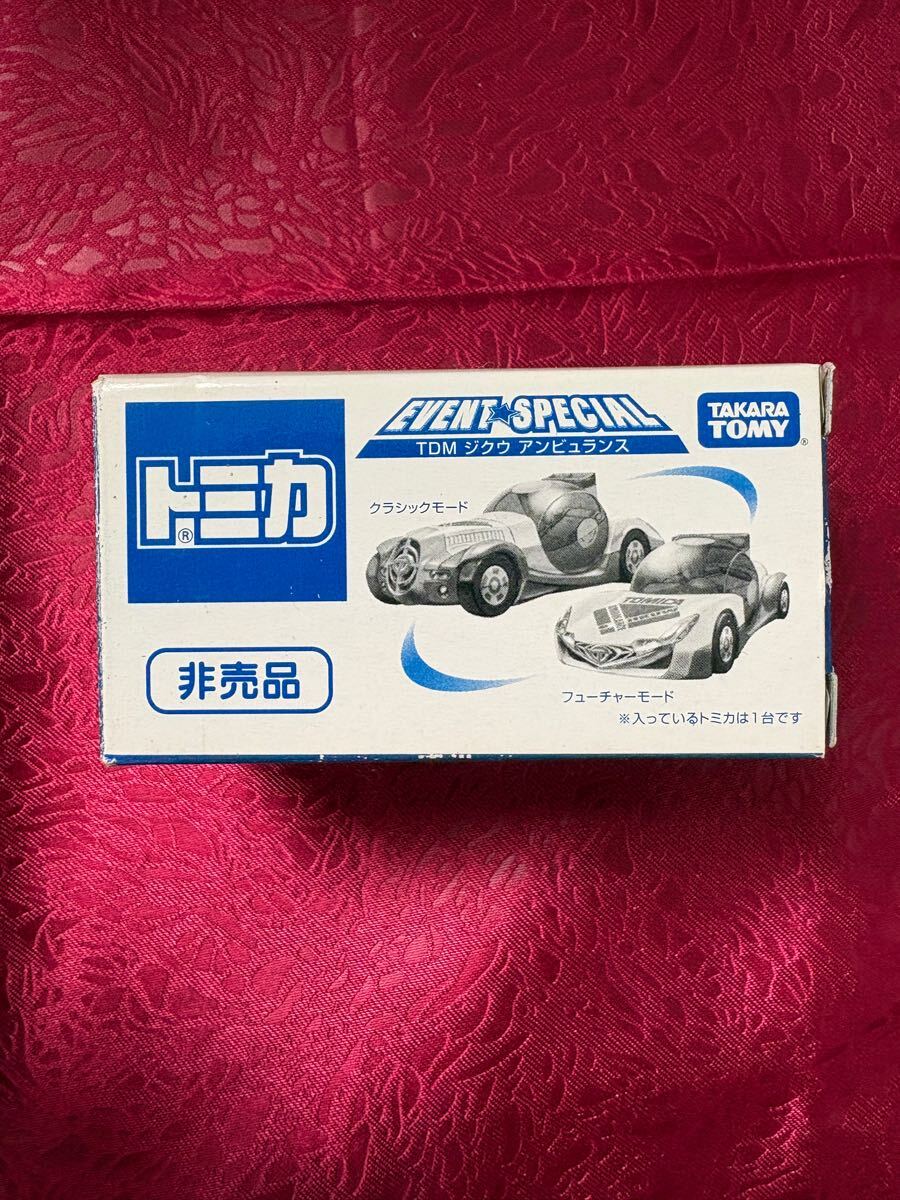 トミカ
®
EVENT★SPECIAL
TDM ジクウ アンビュランス
TAKARA
TOMY
®
クラシックモード
TOMICA
非売品
フューチャーモード
※入っているトミカは1台です